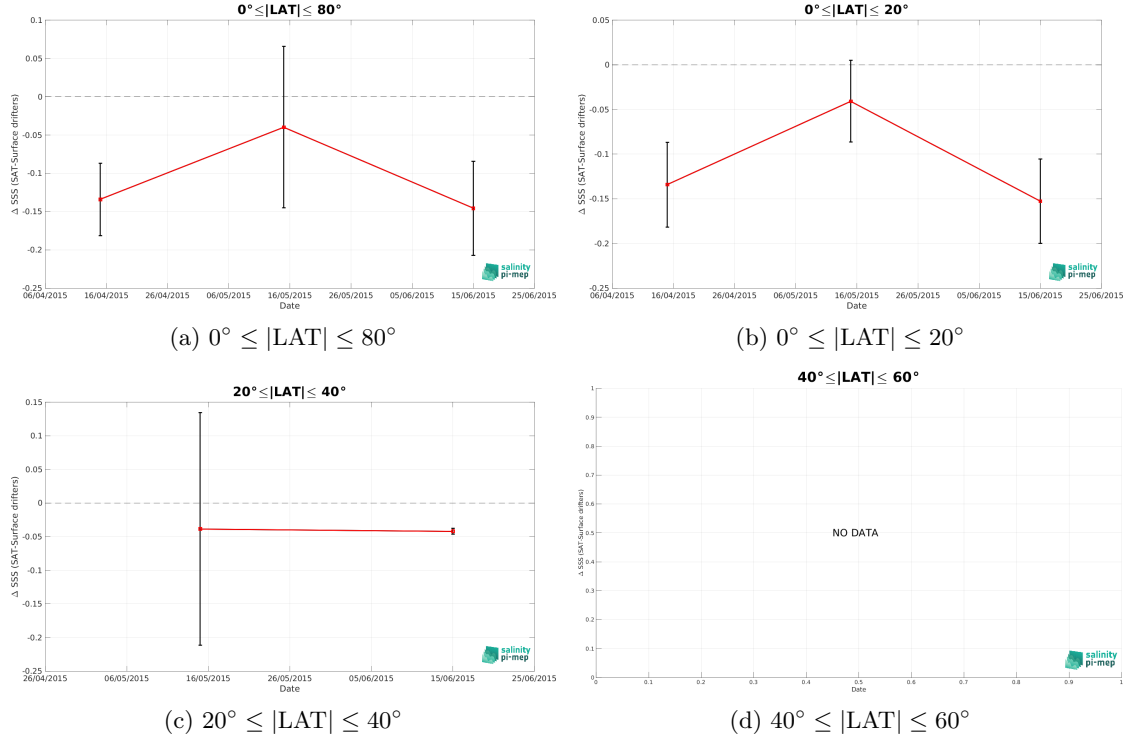 0°≤|LAT|≤ 80°
0.1
0.05
0
-0.05
-0.1
-0.15
-0.2
-0.25
Δ SSS (SAT-Surface drifters)
06/04/2015 16/04/2015 26/04/2015 06/05/2015 16/05/2015 26/05/2015 05/06/2015 15/06/2015 25/06/2015
Date
salinity
pi-mep
(a) 0° ≤ |LAT| ≤ 80°
0°≤|LAT|≤ 20°
0.05
0
-0.05
-0.1
-0.15
-0.2
-0.25
Δ SSS (SAT-Surface drifters)
06/04/2015 16/04/2015 26/04/2015 06/05/2015 16/05/2015 26/05/2015 05/06/2015 15/06/2015 25/06/2015
Date
salinity
pi-mep
(b) 0° ≤ |LAT| ≤ 20°
20°≤|LAT|≤ 40°
0.15
0.1
0.05
0
-0.05
-0.1
-0.15
-0.2
-0.25
Δ SSS (SAT-Surface drifters)
26/04/2015 06/05/2015 16/05/2015 26/05/2015 05/06/2015 15/06/2015 25/06/2015
Date
salinity
pi-mep
(c) 20° ≤ |LAT| ≤ 40°
40°≤|LAT|≤ 60°
1
0.9
0.8
0.7
0.6
0.5
0.4
0.3
0.2
0.1
0
Δ SSS (SAT-Surface drifters)
NO DATA
0 0.1 0.2 0.3 0.4 0.5 0.6 0.7 0.8 0.9 1
Date
salinity
pi-mep
(d) 40° ≤ |LAT| ≤ 60°